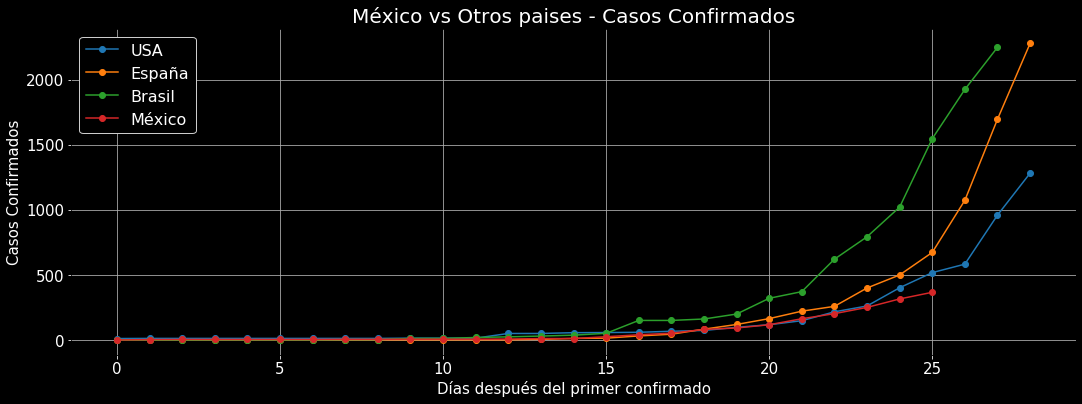 México vs Otros paises - Casos Confirmados
USA
España
Brasil
México
Casos Confirmados
2000
1500
1000
500
0
0 5 10 15 20 25
Días después del primer confirmado